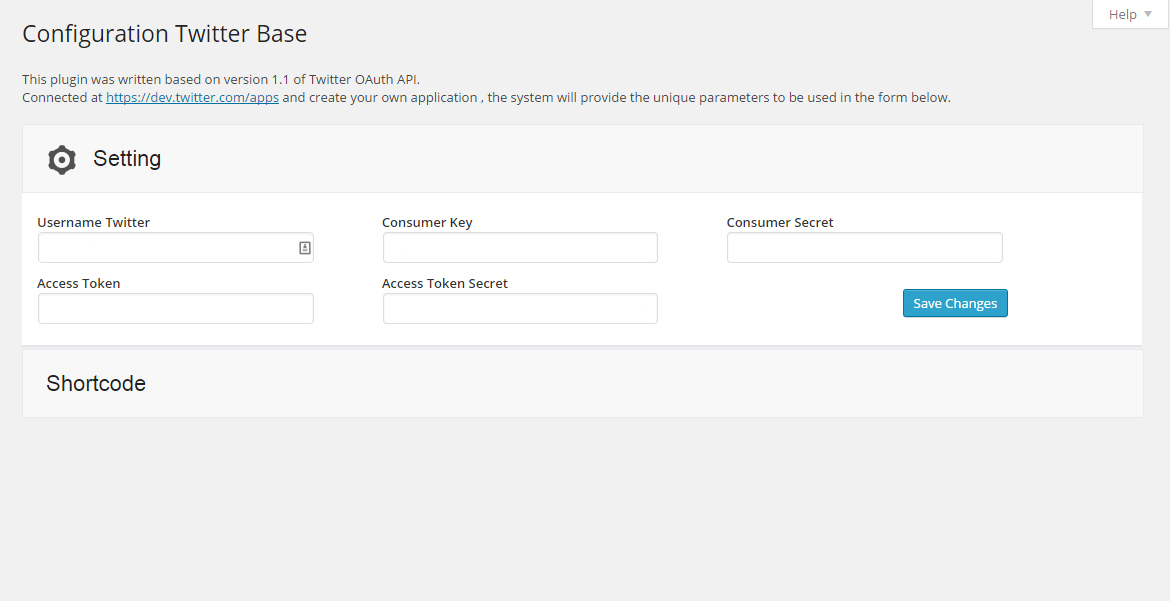 Help
Configuration Twitter Base
This plugin was written based on version 1.1 of Twitter OAuth API.
Connected at https://dev.twitter.com/apps and create your own application , the system will provide the unique parameters to be used in the form below.
Setting
Username Twitter
Consumer Key
Consumer Secret
Access Token
Access Token Secret
Save Changes
Shortcode